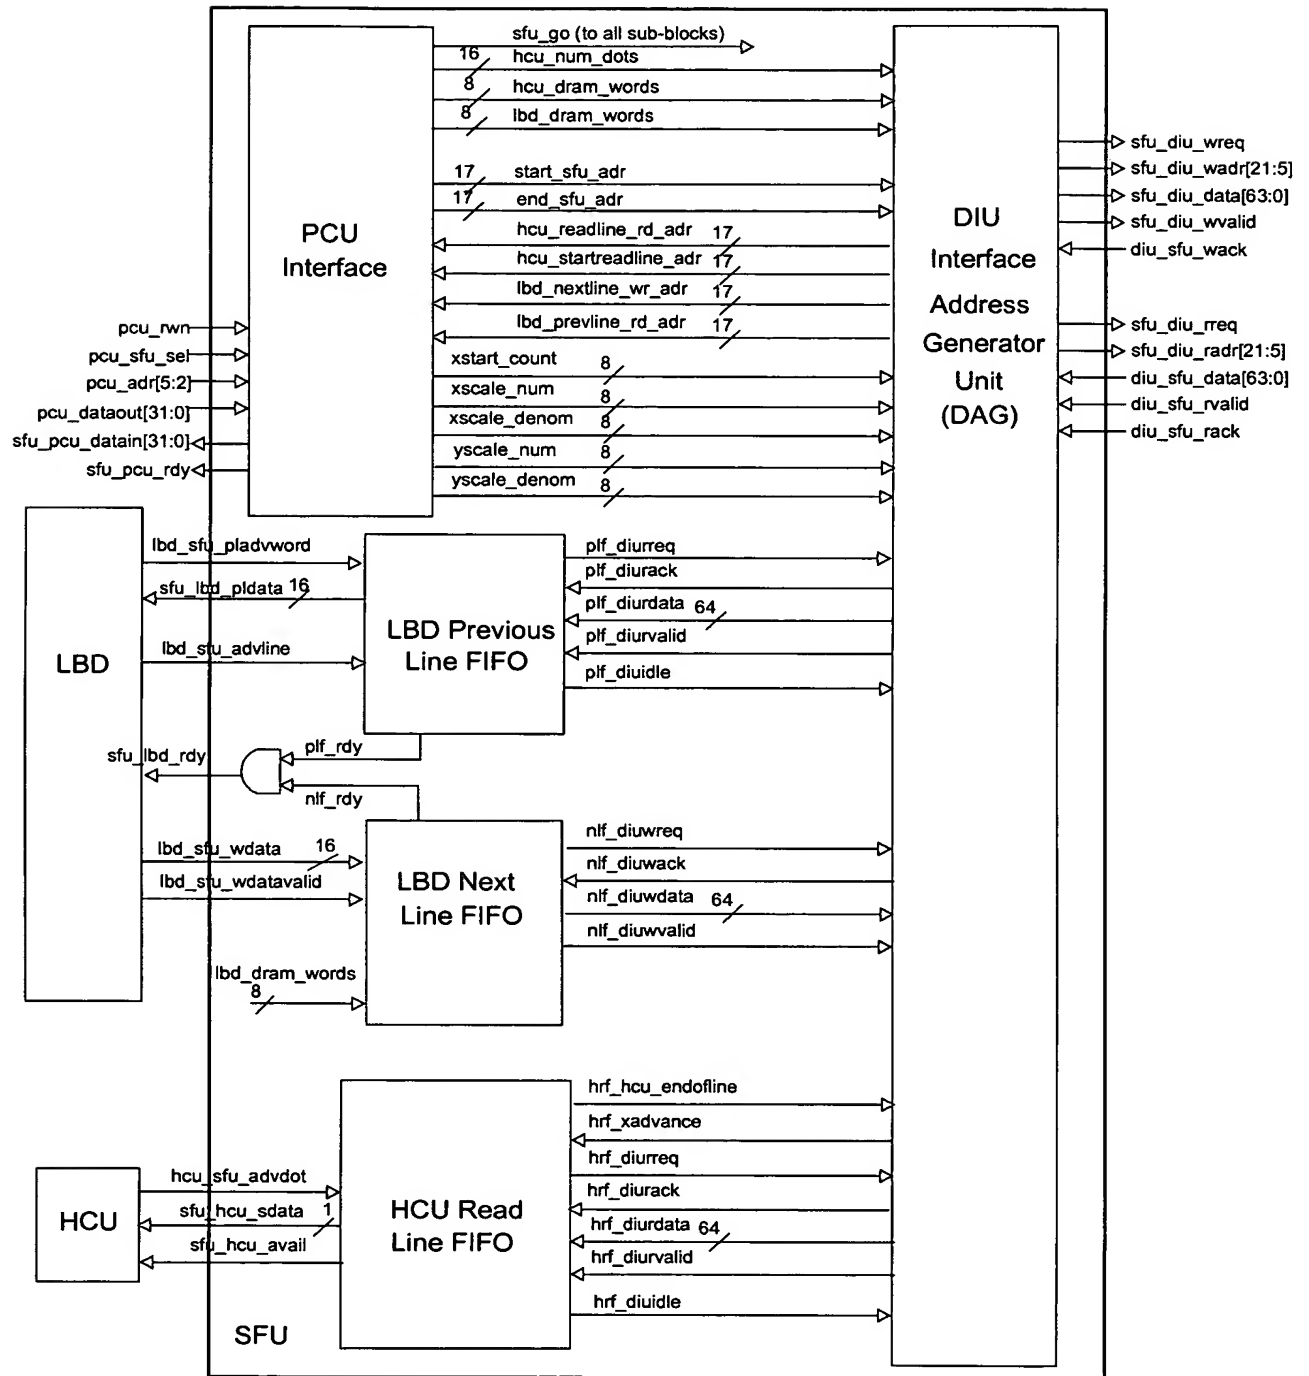 sfu_go (to all sub-blocks)
16 hcu_num_dots
8 hcu_dram_words
8 lbd_dram_words
17 start_sfu_adr
17 end_sfu_adr
hcu_readline_rd_adr 17
hcu_startreadline_adr 17
lbd_nextline_wr_adr 17
lbd_prevline_rd_adr 17
xstart_count 8
xscale_num 8
xscale_denom 8
yscale_num 8
yscale_denom 8
PCU
Interface
pcu_rwn
pcu_sfu_sel
pcu_adr[5:2]
pcu_dataout[31:0]
sfu_pcu_datain[31:0]
sfu_pcu_rdy
DIU
Interface
Address
Generator
Unit
(DAG)
sfu_diu_wreq
sfu_diu_wadr[21:5]
sfu_diu_data[63:0]
sfu_diu_wvalid
diu_sfu_wack
sfu_diu_rreq
sfu_diu_radr[21:5]
diu_sfu_data[63:0]
diu_sfu_rvalid
diu_sfu_rack
LBD
lbd_sfu_pladvword
sfu_lbd_pldata 16
lbd_sfu_advline
LBD Previous
Line FIFO
plf_diurreq
plf_diurack
plf_diurdata 64
plf_diurvalid
plf_diuidle
sfu_lbd_rdy
plf_rdy
nlf_rdy
lbd_sfu_wdata 16
lbd_sfu_wdatavalid
lbd_dram_words
8
LBD Next
Line FIFO
nlf_diuwreq
nlf_diuwack
nlf_diuwdata 64
nlf_diuwvalid
HCU
hcu_sfu_advdot
sfu_hcu_sdata 1
sfu_hcu_avail
HCU Read
Line FIFO
hrf_hcu_endofline
hrf_xadvance
hrf_diurreq
hrf_diurack
hrf_diurdata 64
hrf_diurvalid
hrf_diuidle
SFU